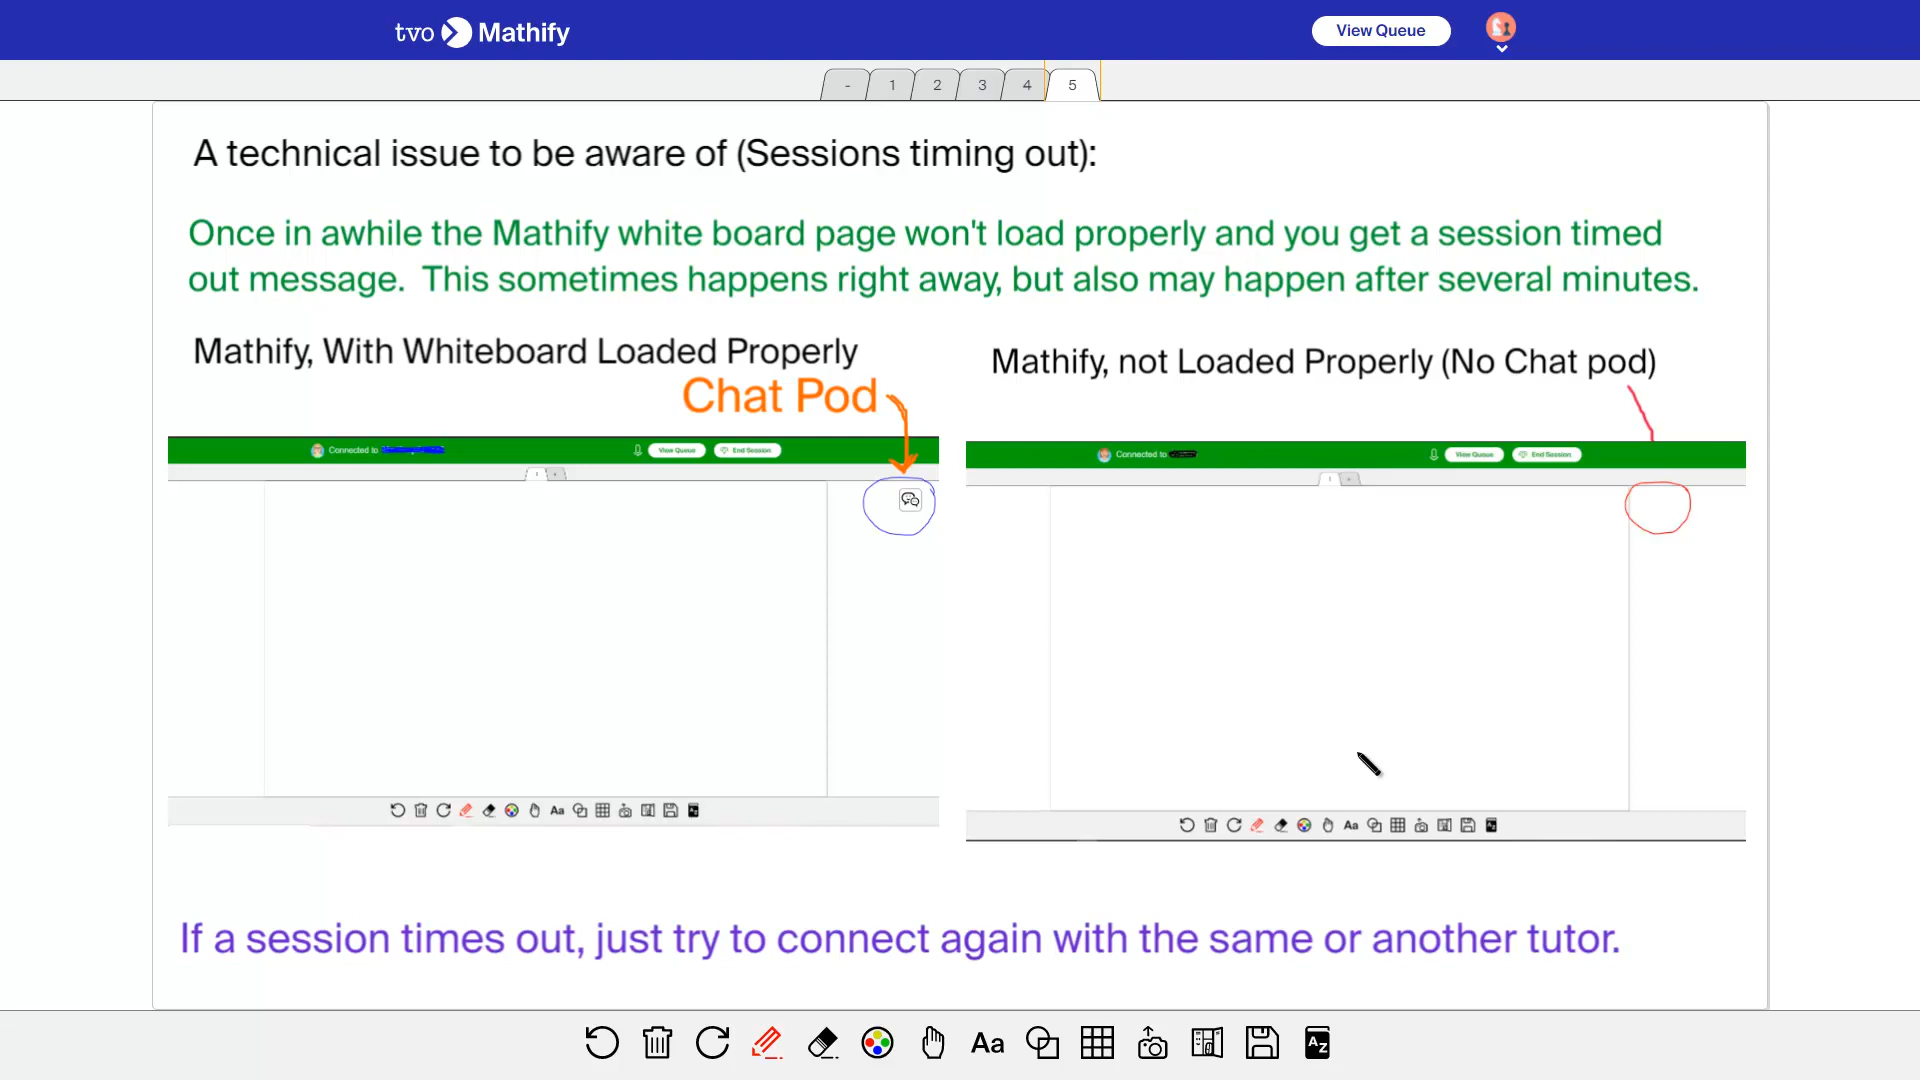 tvo Mathify
View Queue
- 1 2 3 4 5
A technical issue to be aware of (Sessions timing out):
Once in awhile the Mathify white board page won't load properly and you get a session timed
out message. This sometimes happens right away, but also may happen after several minutes.
Mathify, With Whiteboard Loaded Properly
Chat Pod
Mathify, not Loaded Properly (No Chat pod)
Connected to
View Queue
End Session
Aa
Connected to
View Queue
End Session
Aa
If a session times out, just try to connect again with the same or another tutor.
Aa
AZ